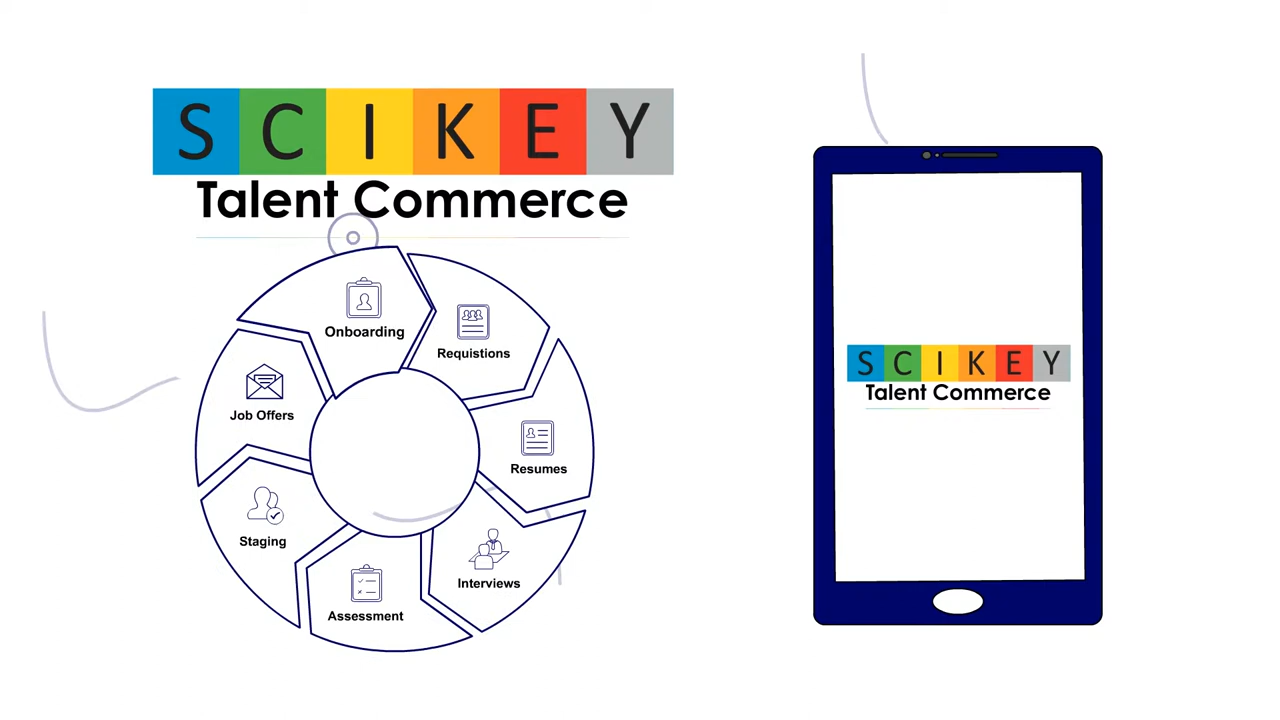 SCIKEY
Talent Commerce
Onboarding
Requistions
Job Offers
Resumes
Staging
Interviews
Assessment
SCIKEY
Talent Commerce